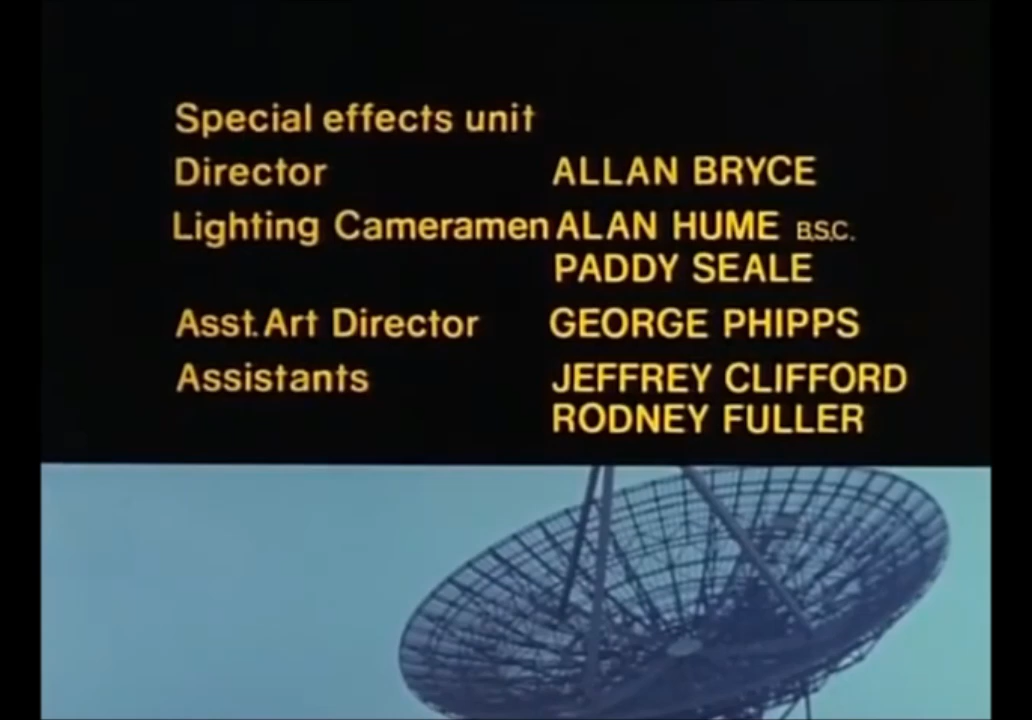 Special effects unit
Director ALLAN BRYCE
Lighting Cameramen ALAN HUME B.S.C.
PADDY SEALE
Asst. Art Director GEORGE PHIPPS
Assistants JEFFREY CLIFFORD
RODNEY FULLER